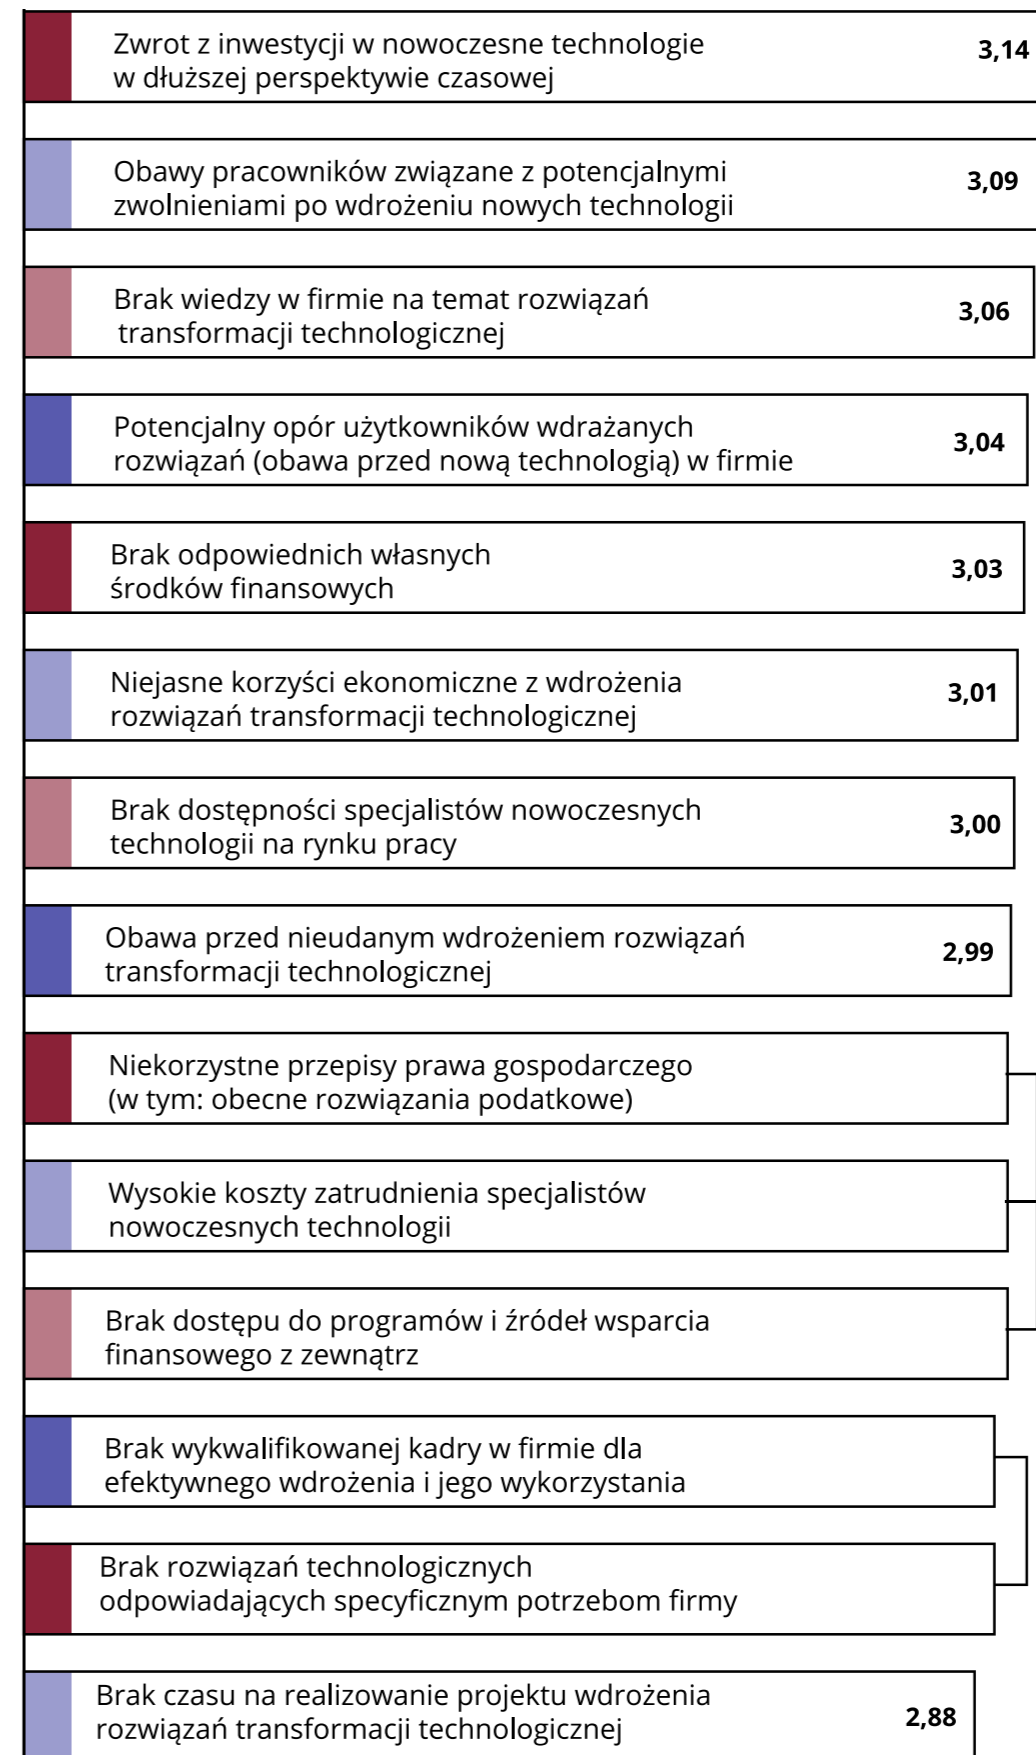 Zwrot z inwestycji w nowoczesne technologie
w dłuższej perspektywie czasowej
3,14
Obawy pracowników związane z potencjalnymi
zwolnieniami po wdrożeniu nowych technologii
3,09
Brak wiedzy w firmie na temat rozwiązań
transformacji technologicznej
3,06
Potencjalny opór użytkowników wdrażanych
rozwiązań (obawa przed nową technologią) w firmie
3,04
Brak odpowiednich własnych
środków finansowych
3,03
Niejasne korzyści ekonomiczne z wdrożenia
rozwiązań transformacji technologicznej
3,01
Brak dostępności specjalistów nowoczesnych
technologii na rynku pracy
3,00
Obawa przed nieudanym wdrożeniem rozwiązań
transformacji technologicznej
2,99
Niekorzystne przepisy prawa gospodarczego
(w tym: obecne rozwiązania podatkowe)
Wysokie koszty zatrudnienia specjalistów
nowoczesnych technologii
Brak dostępu do programów i źródeł wsparcia
finansowego z zewnątrz
Brak wykwalifikowanej kadry w firmie dla
efektywnego wdrożenia i jego wykorzystania
Brak rozwiązań technologicznych
odpowiadających specyficznym potrzebom firmy
Brak czasu na realizowanie projektu wdrożenia
rozwiązań transformacji technologicznej
2,88